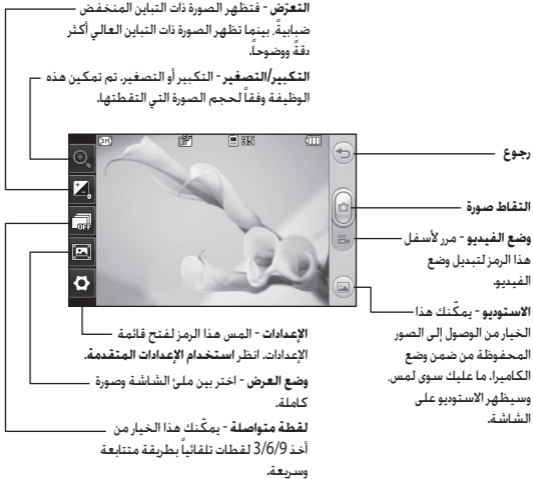 التعرّض - فتظهر الصورة ذات التباين المنخفض
ضبابيةً، بينما تظهر الصورة ذات التباين العالي أكثر
دقةً ووضوحاً.
التكبير/التصغير - التكبير أو التصغير. تم تمكين هذه
الوظيفة وفقاً لحجم الصورة التي التقطتها.
5M
35
OFF
0
رجوع
التقاط صورة
وضع الفيديو - مرر لأسفل
هذا الرمز لتبديل وضع
الفيديو.
الاستوديو - يمكّنك هذا
الخيار من الوصول إلى الصور
المحفوظة من ضمن وضع
الكاميرا. ما عليك سوى لمس،
وسيظهر الاستوديو على
الشاشة.
الإعدادات - المس هذا الرمز لفتح قائمة
الإعدادات. انظر استخدام الإعدادات المتقدمة.
وضع العرض - اختر بين ملئ الشاشة وصورة
كاملة.
لقطة متواصلة - يمكّنك هذا الخيار من
أخذ 3/6/9 لقطات تلقائياً بطريقة متتابعة
وسريعة.